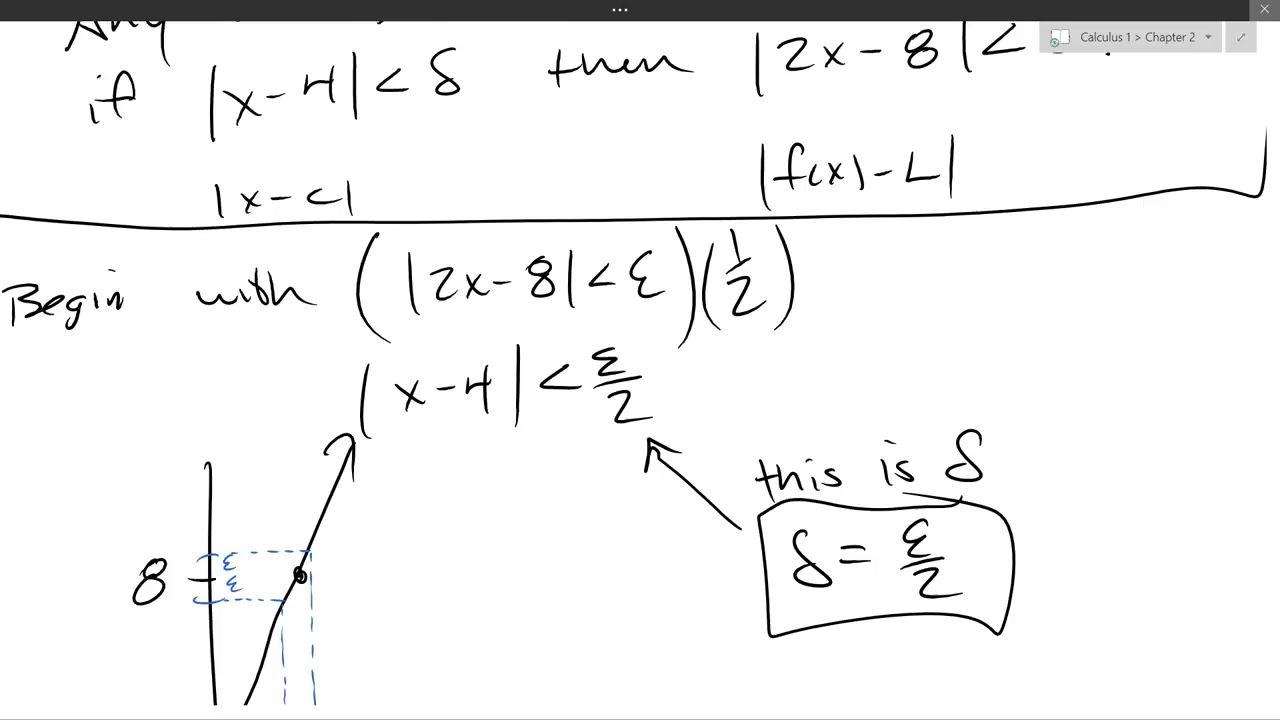 Any
Calculus 1 > Chapter 2
if |x-4| < δ then |2x-8| <
|x-c| |f(x)-L|
Begin with (|2x-8| < ε)(1/2)
|x-4| < ε/2
this is δ
δ = ε/2
8
ε
ε